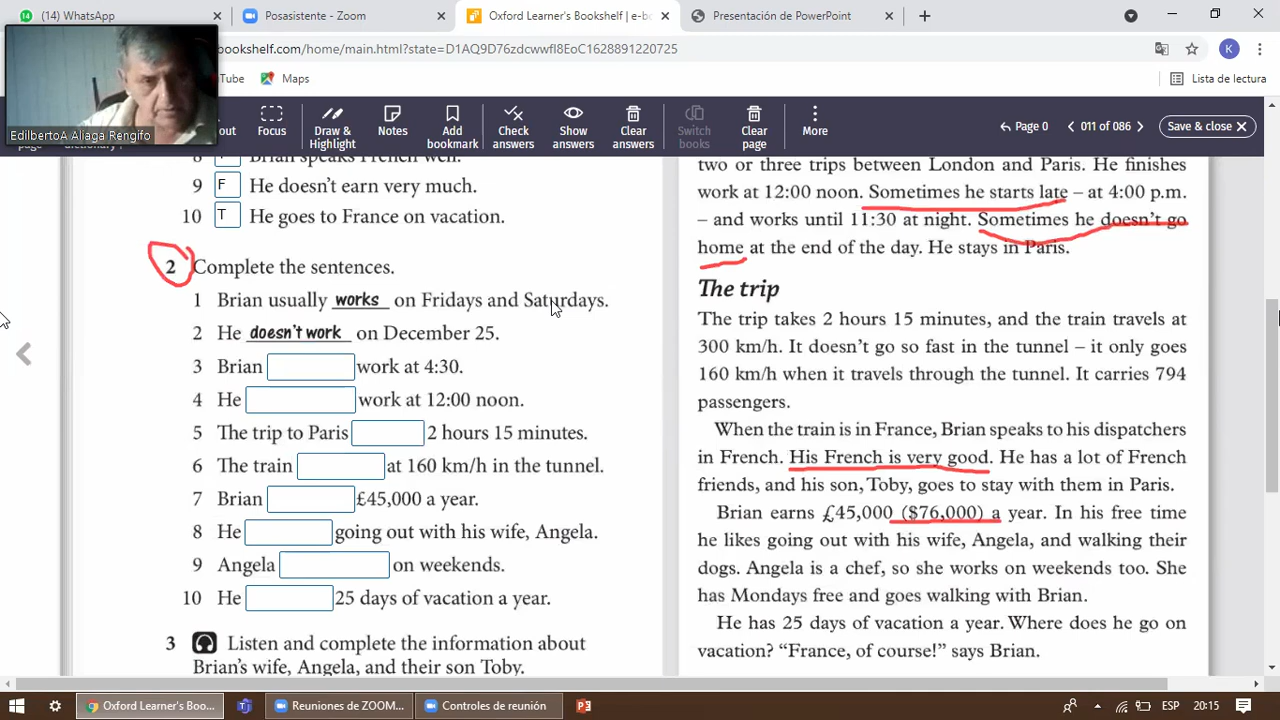 (14) WhatsApp
Posasistente - Zoom
Oxford Learner's Bookshelf | e-bo
Presentación de PowerPoint
bookshelf.com/home/main.html?state=D1AQ9D76zdcwwfl8EoC1628891220725
K
Tube
Maps
Lista de lectura
EdilbertoA Aliaga Rengifo
out
Focus
Draw & Highlight
Notes
Add bookmark
Check answers
Show answers
Clear answers
Switch books
Clear page
More
Page 0
011 of 086
Save & close
page
dictionary
8 Brian speaks French well.
9 F He doesn't earn very much.
10 T He goes to France on vacation.
2 Complete the sentences.
1 Brian usually works on Fridays and Saturdays.
2 He doesn't work on December 25.
3 Brian work at 4:30.
4 He work at 12:00 noon.
5 The trip to Paris 2 hours 15 minutes.
6 The train at 160 km/h in the tunnel.
7 Brian £45,000 a year.
8 He going out with his wife, Angela.
9 Angela on weekends.
10 He 25 days of vacation a year.
3 Listen and complete the information about
Brian's wife, Angela, and their son Toby.
two or three trips between London and Paris. He finishes
work at 12:00 noon. Sometimes he starts late – at 4:00 p.m.
– and works until 11:30 at night. Sometimes he doesn't go
home at the end of the day. He stays in Paris.
The trip
The trip takes 2 hours 15 minutes, and the train travels at
300 km/h. It doesn't go so fast in the tunnel – it only goes
160 km/h when it travels through the tunnel. It carries 794
passengers.
When the train is in France, Brian speaks to his dispatchers
in French. His French is very good. He has a lot of French
friends, and his son, Toby, goes to stay with them in Paris.
Brian earns £45,000 ($76,000) a year. In his free time
he likes going out with his wife, Angela, and walking their
dogs. Angela is a chef, so she works on weekends too. She
has Mondays free and goes walking with Brian.
He has 25 days of vacation a year. Where does he go on
vacation? “France, of course!” says Brian.
Oxford Learner's Boo...
Reuniones de ZOOM...
Controles de reunión
ESP
20:15